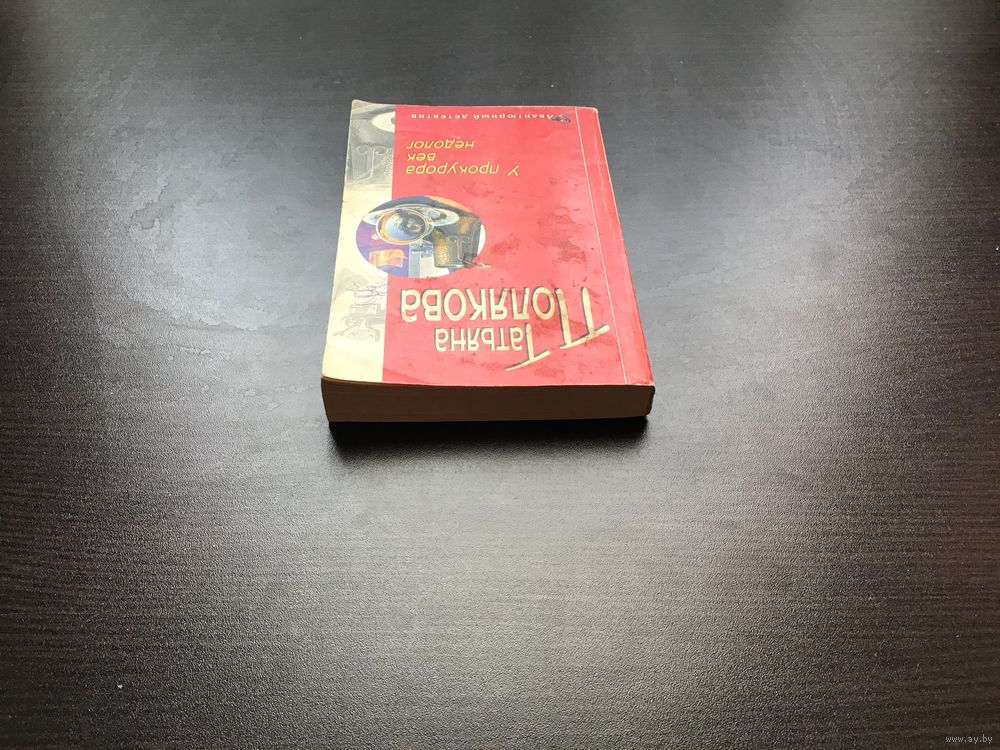 Татьяна
Полякова
У прокурора
век
недолог
Авантюрный детектив
www.ay.by